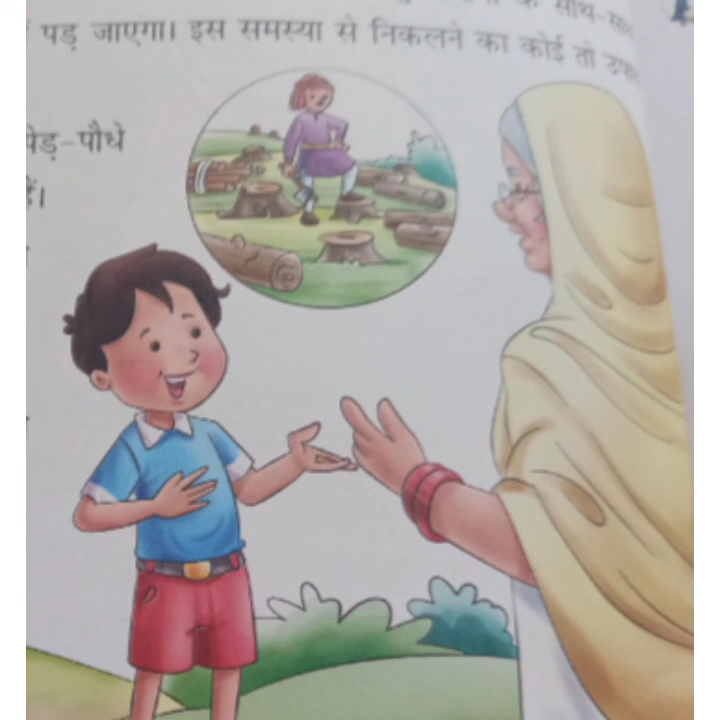 के साथ-साथ
पड़ जाएगा। इस समस्या से निकलने का कोई तो
पेड़-पौधे
हैं।